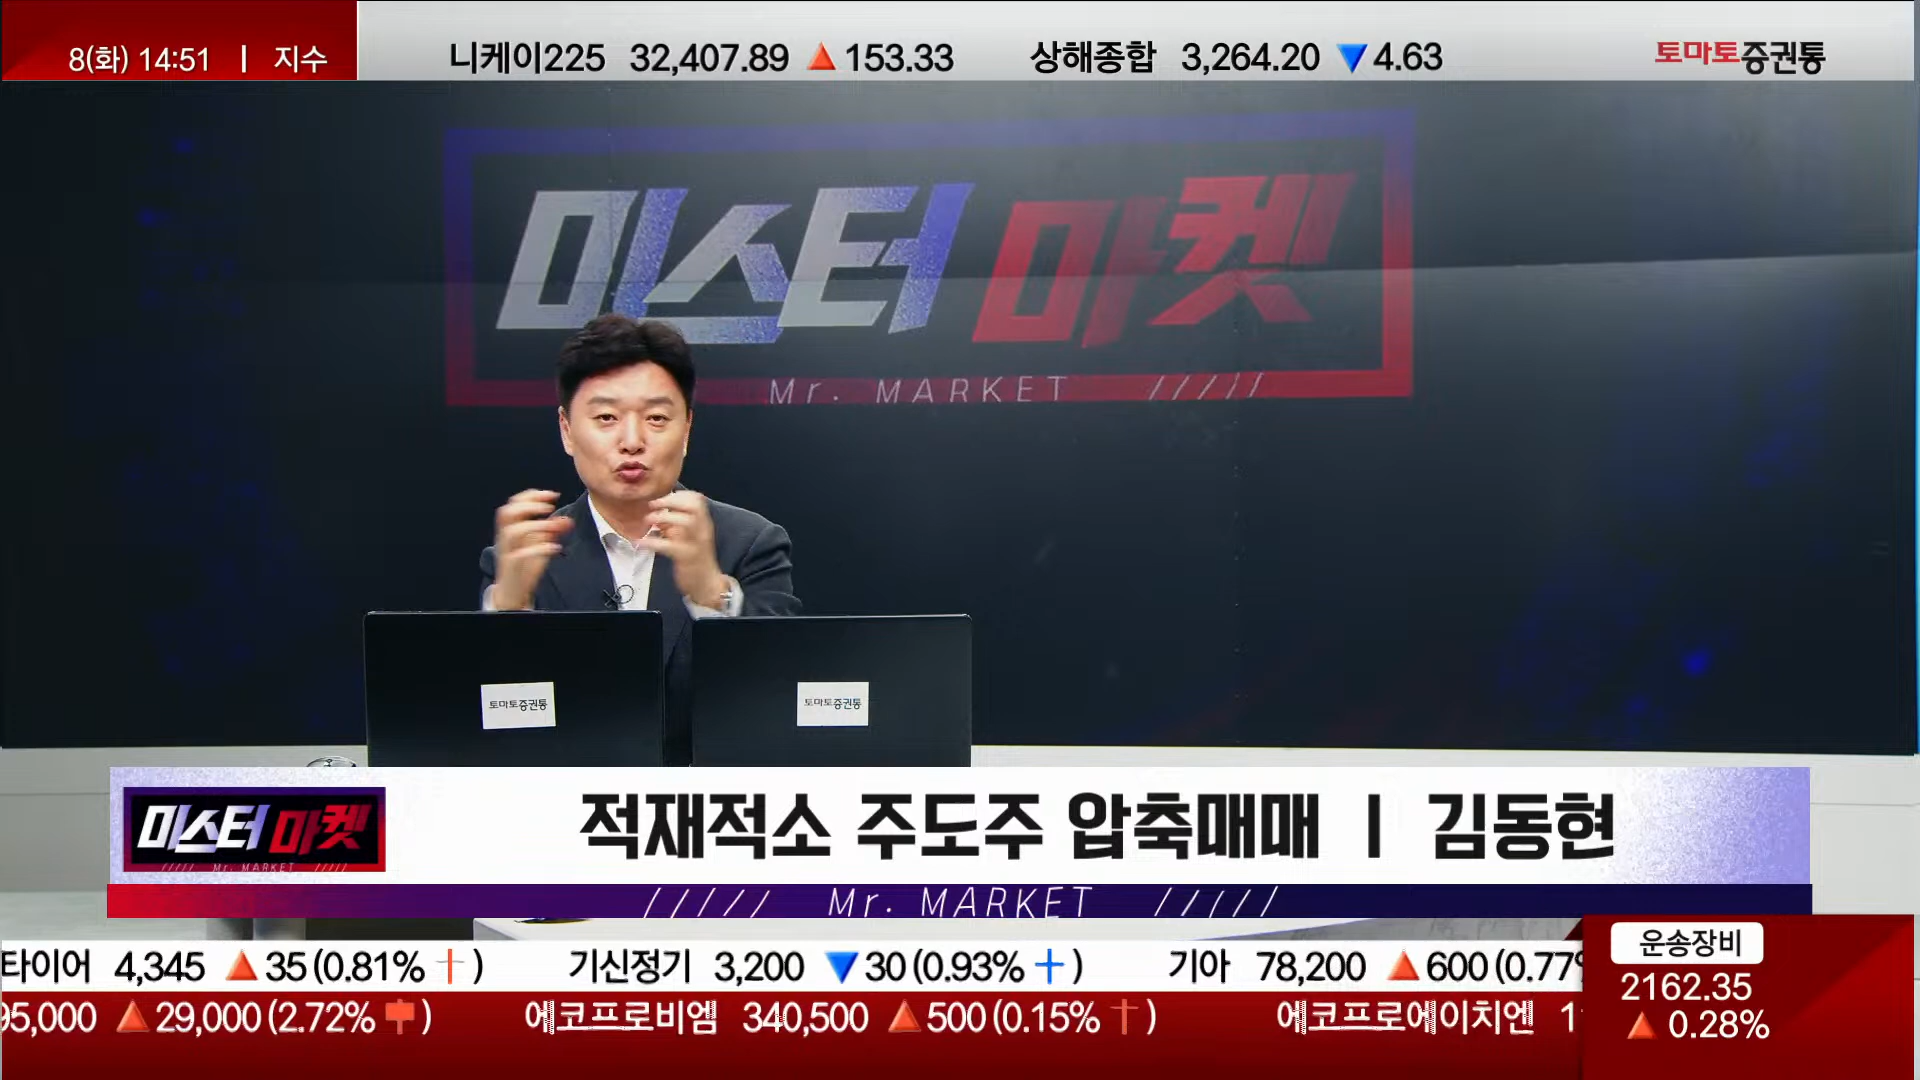 8(화) 14:51 | 지수 니케이225 32,407.89 ▲ 153.33 상해종합 3,264.20 ▼ 4.63 토마토증권통
미스터 마켓
Mr. MARKET /////
토마토증권통 토마토증권통
미스터 마켓 적재적소 주도주 압축매매 | 김동현
///// Mr. MARKET /////
///// Mr. MARKET /////
타이어 4,345 ▲ 35 (0.81% ) 기신정기 3,200 ▼ 30 (0.93% ) 기아 78,200 ▲ 600 (0.77%
95,000 ▲ 29,000 (2.72% ) 에코프로비엠 340,500 ▲ 500 (0.15% ) 에코프로에이치엔
운송장비
2162.35
▲ 0.28%